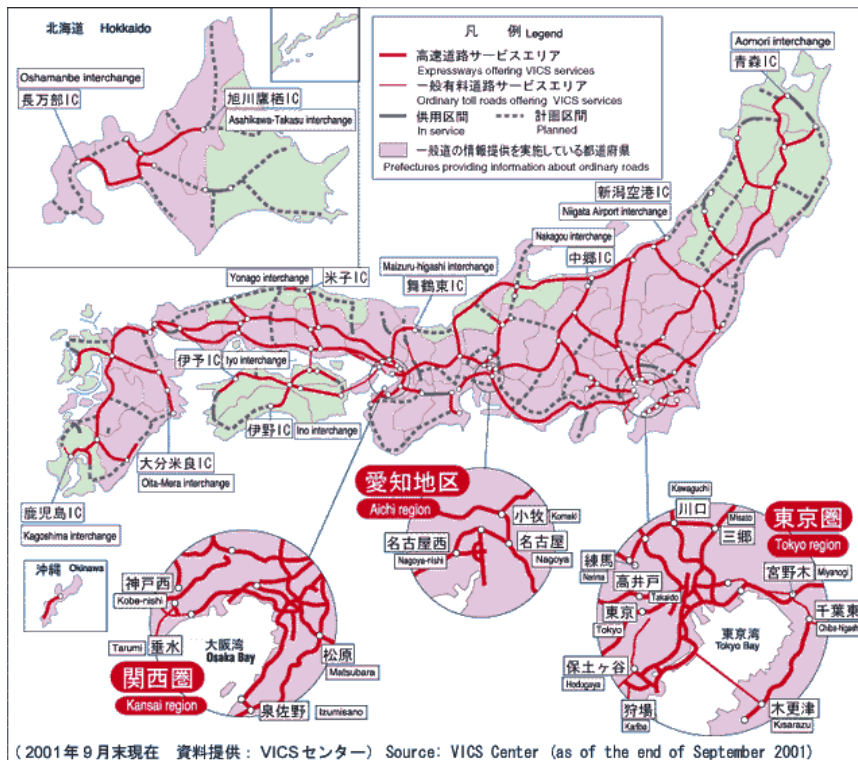 北海道 Hokkaido
Oshamanbe interchange
長万部IC
旭川鷹栖IC
Asahikawa-Takasu interchange
凡 例 Legend
高速道路サービスエリア
Expressways offering VICS services
一般有料道路サービスエリア
Ordinary toll roads offering VICS services
供用区間
In service
計画区間
Planned
一般道の情報提供を実施している都道府県
Prefectures providing information about ordinary roads
Aomori interchange
青森IC
新潟空港IC
Niigata Airport interchange
Nakagou interchange
中郷IC
Maizuru-higashi interchange
舞鶴東IC
Yonago interchange
米子IC
伊予IC
Iyo interchange
伊野IC
Ino interchange
大分米良IC
Oita-Mera interchange
鹿児島IC
Kagoshima interchange
沖縄 Okinawa
愛知地区
Aichi region
小牧 Komaki
名古屋西
Nagoya-nishi
名古屋
Nagoya
東京圏
Tokyo region
Kawaguchi
川口
Misato
三郷
練馬
Nerima
高井戸
Takaido
東京
Tokyo
宮野木 Miyanogi
千葉東
Chiba-higashi
東京湾
Tokyo Bay
保土ヶ谷
Hodogaya
狩場
Kariba
木更津
Kisarazu
神戸西
Kobe-nishi
Tarumi 垂水
大阪湾
Osaka Bay
松原
Matsubara
関西圏
Kansai region
泉佐野 Izumisano
(2001年9月末現在 資料提供: VICSセンター) Source: VICS Center (as of the end of September 2001)